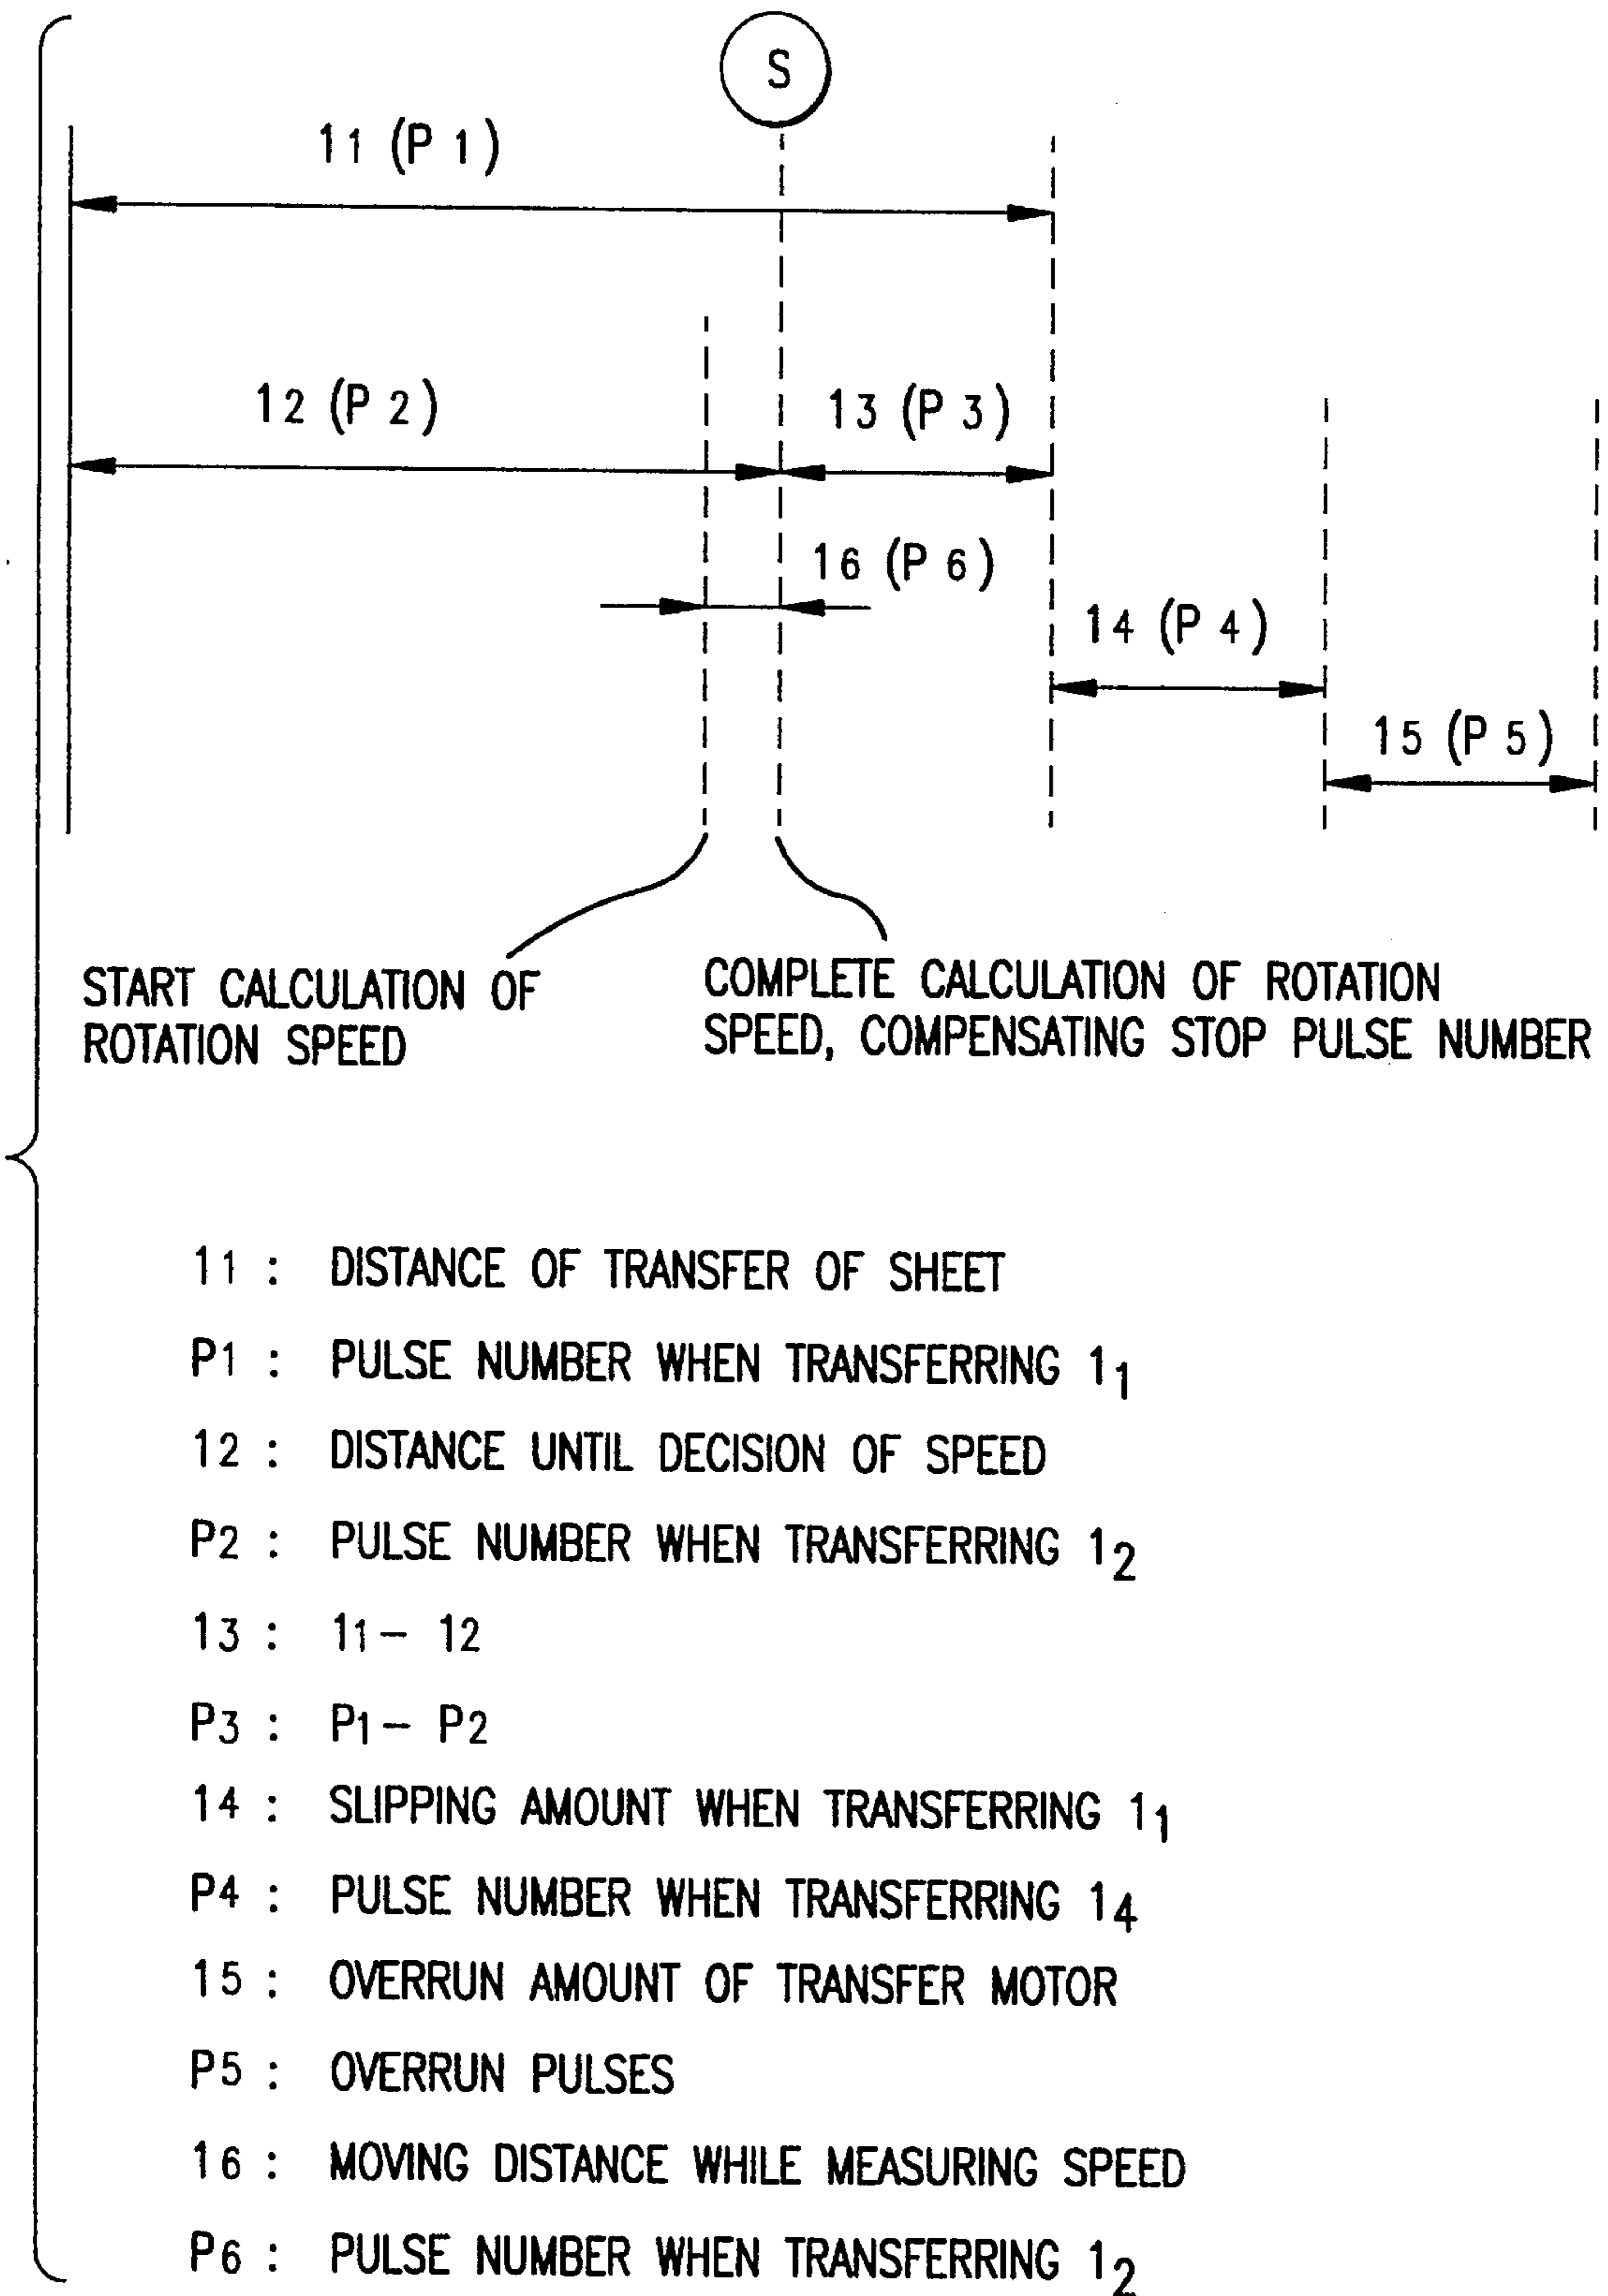 S
11 (P 1)
12 (P 2)
13 (P 3)
16 (P 6)
14 (P 4)
15 (P 5)
START CALCULATION OF
ROTATION SPEED
COMPLETE CALCULATION OF ROTATION
SPEED, COMPENSATING STOP PULSE NUMBER
11 : DISTANCE OF TRANSFER OF SHEET
P1 : PULSE NUMBER WHEN TRANSFERRING 1₁
12 : DISTANCE UNTIL DECISION OF SPEED
P2 : PULSE NUMBER WHEN TRANSFERRING 1₂
13 : 11 – 12
P3 : P1 – P2
14 : SLIPPING AMOUNT WHEN TRANSFERRING 1₁
P4 : PULSE NUMBER WHEN TRANSFERRING 1₄
15 : OVERRUN AMOUNT OF TRANSFER MOTOR
P5 : OVERRUN PULSES
16 : MOVING DISTANCE WHILE MEASURING SPEED
P6 : PULSE NUMBER WHEN TRANSFERRING 1₂